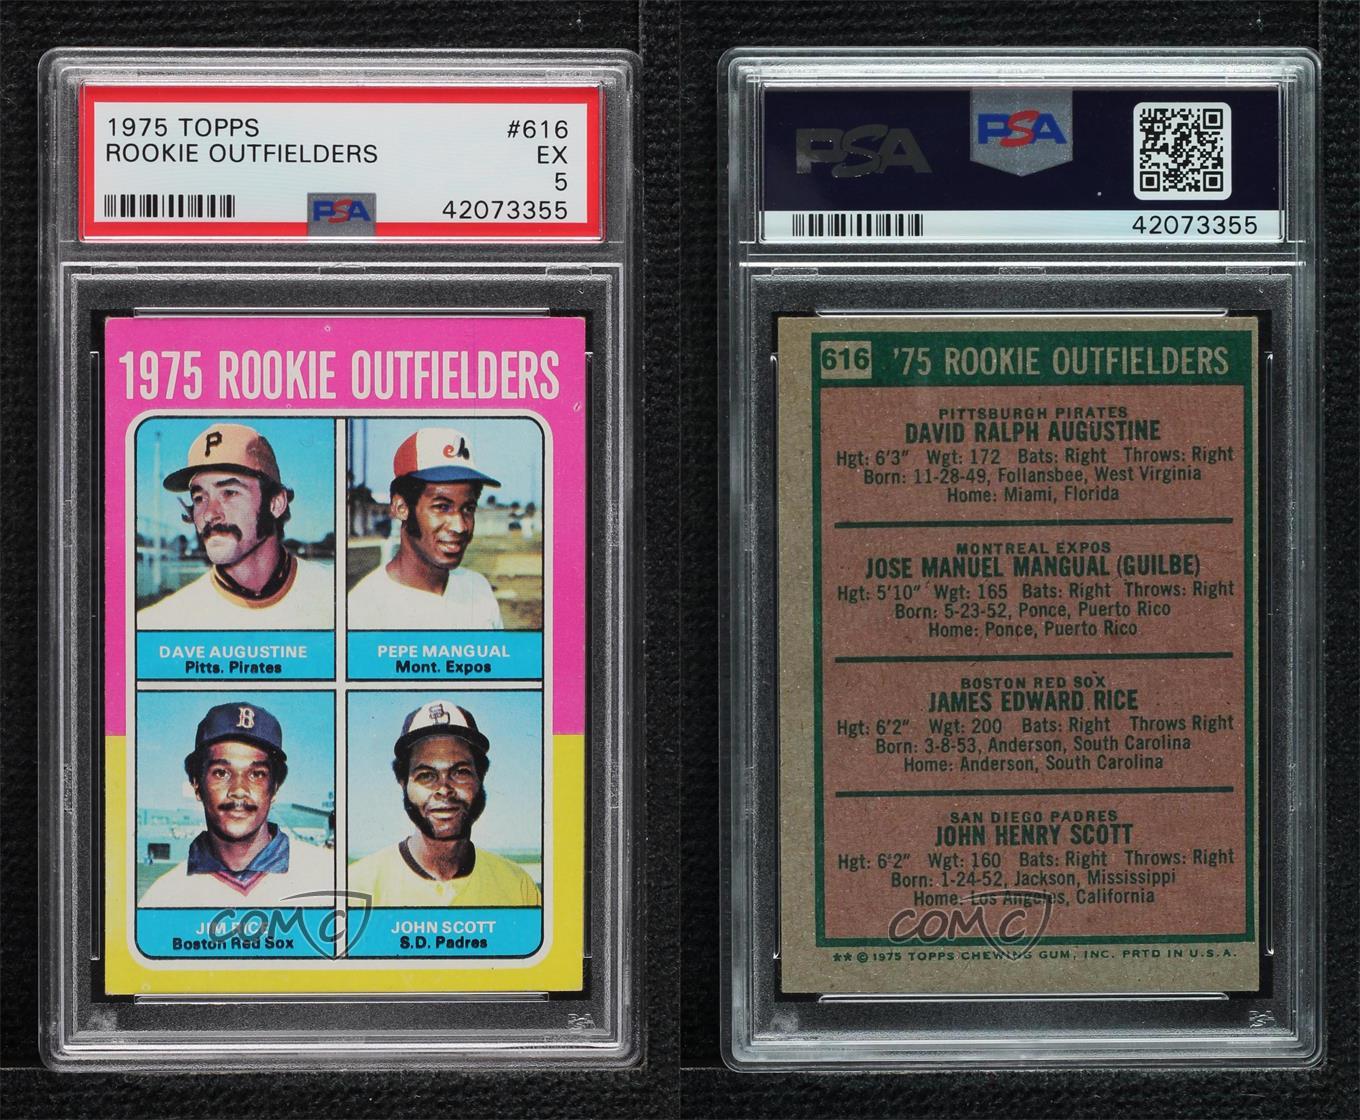 1975 TOPPS #616
ROOKIE OUTFIELDERS EX
5
PSA 42073355
1975 ROOKIE OUTFIELDERS
P
DAVE AUGUSTINE
Pitts. Pirates
PEPE MANGUAL
Mont. Expos
B
JIM RICE
Boston Red Sox
JOHN SCOTT
S.D. Padres
COMC
PSA
PSA PSA
42073355
616 '75 ROOKIE OUTFIELDERS
PITTSBURGH PIRATES
DAVID RALPH AUGUSTINE
Hgt: 6'3" Wgt: 172 Bats: Right Throws: Right
Born: 11-28-49, Follansbee, West Virginia
Home: Miami, Florida
MONTREAL EXPOS
JOSE MANUEL MANGUAL (GUILBE)
Hgt: 5'10" Wgt: 165 Bats: Right Throws: Right
Born: 5-23-52, Ponce, Puerto Rico
Home: Ponce, Puerto Rico
BOSTON RED SOX
JAMES EDWARD RICE
Hgt: 6'2" Wgt: 200 Bats: Right Throws Right
Born: 3-8-53, Anderson, South Carolina
Home: Anderson, South Carolina
SAN DIEGO PADRES
JOHN HENRY SCOTT
Hgt: 6'2" Wgt: 160 Bats: Right Throws: Right
Born: 1-24-52, Jackson, Mississippi
Home: Los Angeles, California
COMC
** © 1975 TOPPS CHEWING GUM, INC. PRTD IN U.S.A.
PSA